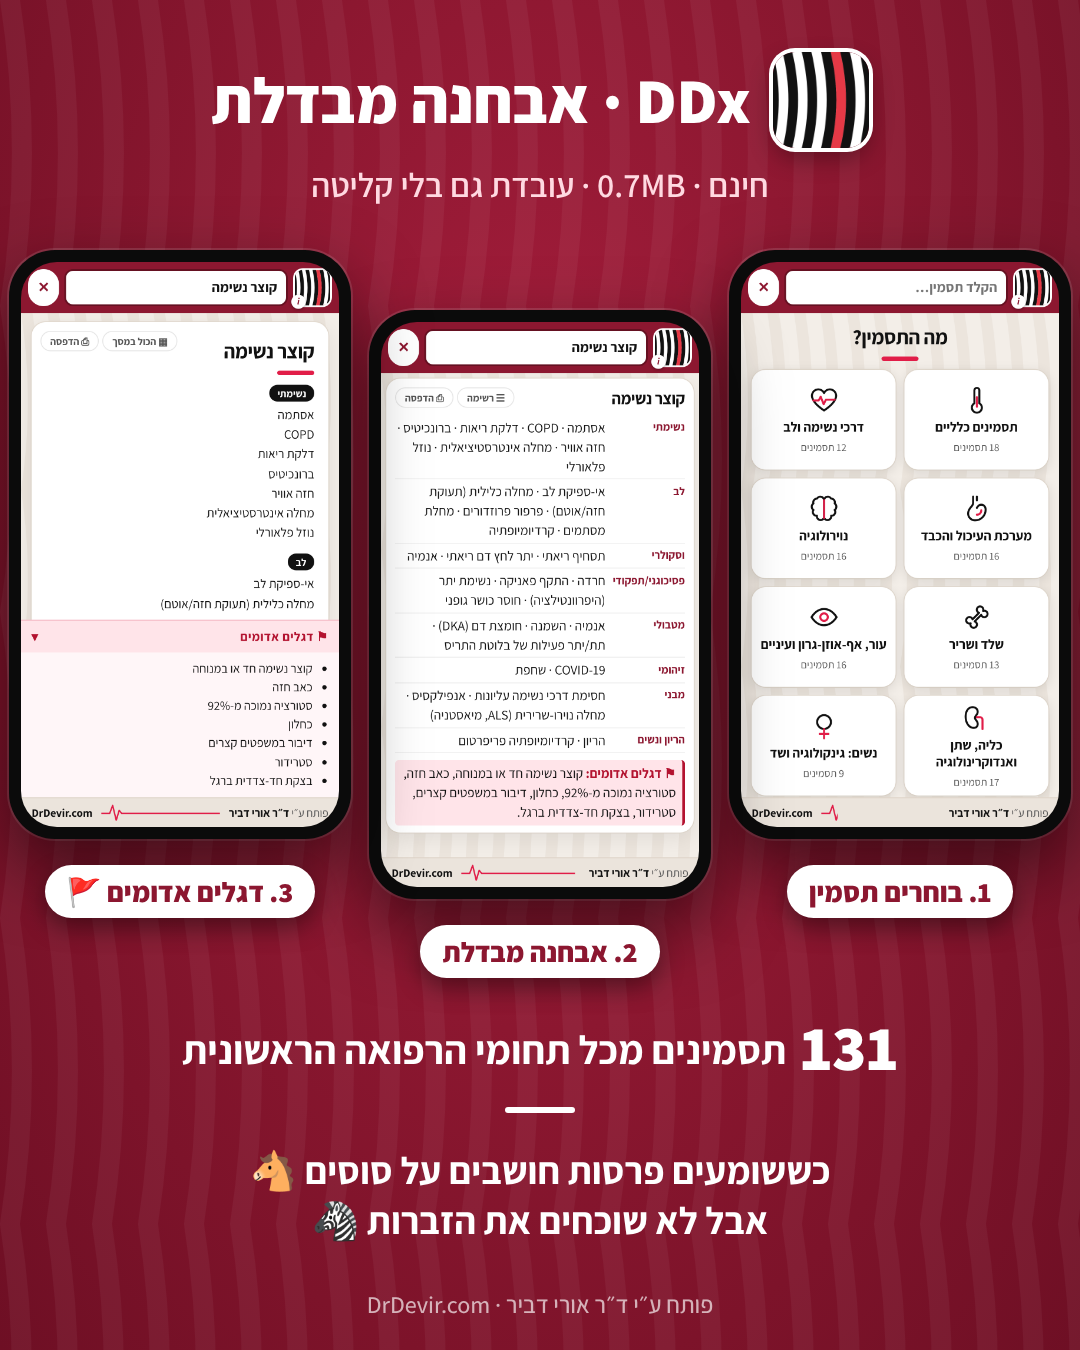 DDx · אבחנה מבדלת
חינם · 0.7MB · עובדת גם בלי קליטה
הקלד תסמין...
×
i
מה התסמין?
תסמינים כלליים
18 תסמינים
דרכי נשימה ולב
12 תסמינים
מערכת העיכול והכבד
16 תסמינים
נוירולוגיה
16 תסמינים
שלד ושריר
13 תסמינים
עור, אף-אוזן-גרון ועיניים
16 תסמינים
כליה, שתן
ואנדוקרינולוגיה
17 תסמינים
נשים: גינקולוגיה ושד
9 תסמינים
פותח ע״י ד״ר אורי דביר
DrDevir.com
1. בוחרים תסמין
קוצר נשימה
×
i
קוצר נשימה
☰ רשימה
הדפסה
נשימתי
אסתמה · COPD · דלקת ריאות · ברונכיטיס ·
חזה אוויר · מחלה אינטרסטיציאלית · נוזל
פלאורלי
לב
אי-ספיקת לב · מחלה כלילית (תעוקת
חזה/אוטם) · פרפור פרוזדורים · מחלת
מסתמים · קרדיומיופתיה
וסקולרי
תסחיף ריאתי · יתר לחץ דם ריאתי · אנמיה
פסיכוגני/תפקודי
חרדה · התקף פאניקה · נשימת יתר
(היפרוונטילציה) · חוסר כושר גופני
מטבולי
אנמיה · השמנה · חומצת דם (DKA) ·
תת/יתר פעילות של בלוטת התריס
זיהומי
COVID-19 · שחפת
מבני
חסימת דרכי נשימה עליונות · אנפילקסיס ·
מחלה נוירו-שרירית (ALS, מיאסטניה)
הריון ונשים
הריון · קרדיומיופתיה פריפרטום
⚑ דגלים אדומים: קוצר נשימה חד או במנוחה, כאב חזה,
סטורציה נמוכה מ-92%, כחלון, דיבור במשפטים קצרים,
סטרידור, בצקת חד-צדדית ברגל.
פותח ע״י ד״ר אורי דביר
DrDevir.com
2. אבחנה מבדלת
קוצר נשימה
×
i
קוצר נשימה
הכול במסך
הדפסה
נשימתי
אסתמה
COPD
דלקת ריאות
ברונכיטיס
חזה אוויר
מחלה אינטרסטיציאלית
נוזל פלאורלי
לב
אי-ספיקת לב
מחלה כלילית (תעוקת חזה/אוטם)
⚑ דגלים אדומים ▼
• קוצר נשימה חד או במנוחה
• כאב חזה
• סטורציה נמוכה מ-92%
• כחלון
• דיבור במשפטים קצרים
• סטרידור
• בצקת חד-צדדית ברגל
פותח ע״י ד״ר אורי דביר
DrDevir.com
3. דגלים אדומים 🚩
131 תסמינים מכל תחומי הרפואה הראשונית
כששומעים פרסות חושבים על סוסים 🐴
אבל לא שוכחים את הזברות 🦓
פותח ע״י ד״ר אורי דביר · DrDevir.com